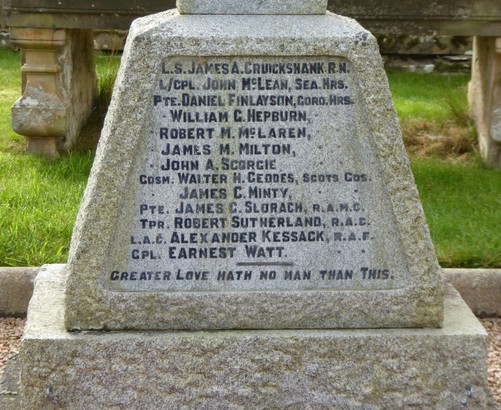 L.S. JAMES A. CRUICKSHANK R.N.
L/CPL. JOHN McLEAN, SEA. HRS.
PTE. DANIEL FINLAYSON, GORD. HRS.
" WILLIAM G. HEPBURN, "
" ROBERT M. McLAREN, "
" JAMES M. MILTON, "
" JOHN A. SCORGIE "
GDSM. WALTER H. GEDDES, SCOTS GDS.
" JAMES C. MINTY, "
PTE. JAMES C. SLORACH, R.A.M.C.
TPR. ROBERT SUTHERLAND, R.A.C.
L.A.C. ALEXANDER KESSACK, R.A.F.
CPL. EARNEST WATT. "
GREATER LOVE HATH NO MAN THAN THIS.